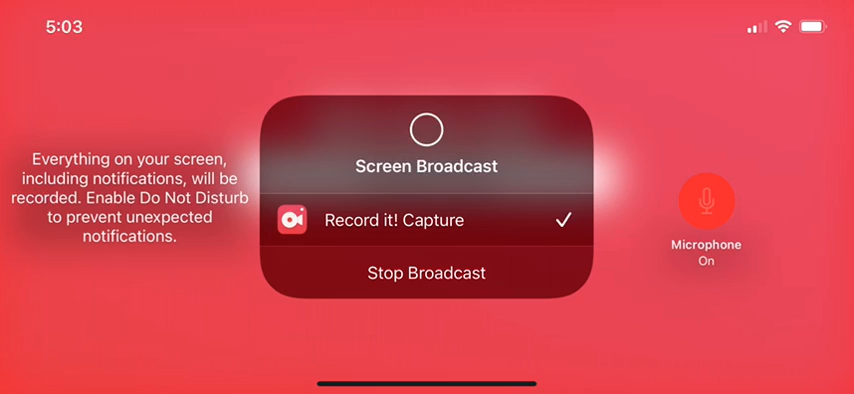 5:03
Everything on your screen,
including notifications, will be
recorded. Enable Do Not Disturb
to prevent unexpected
notifications.
Screen Broadcast
Record it! Capture
Stop Broadcast
Microphone
On